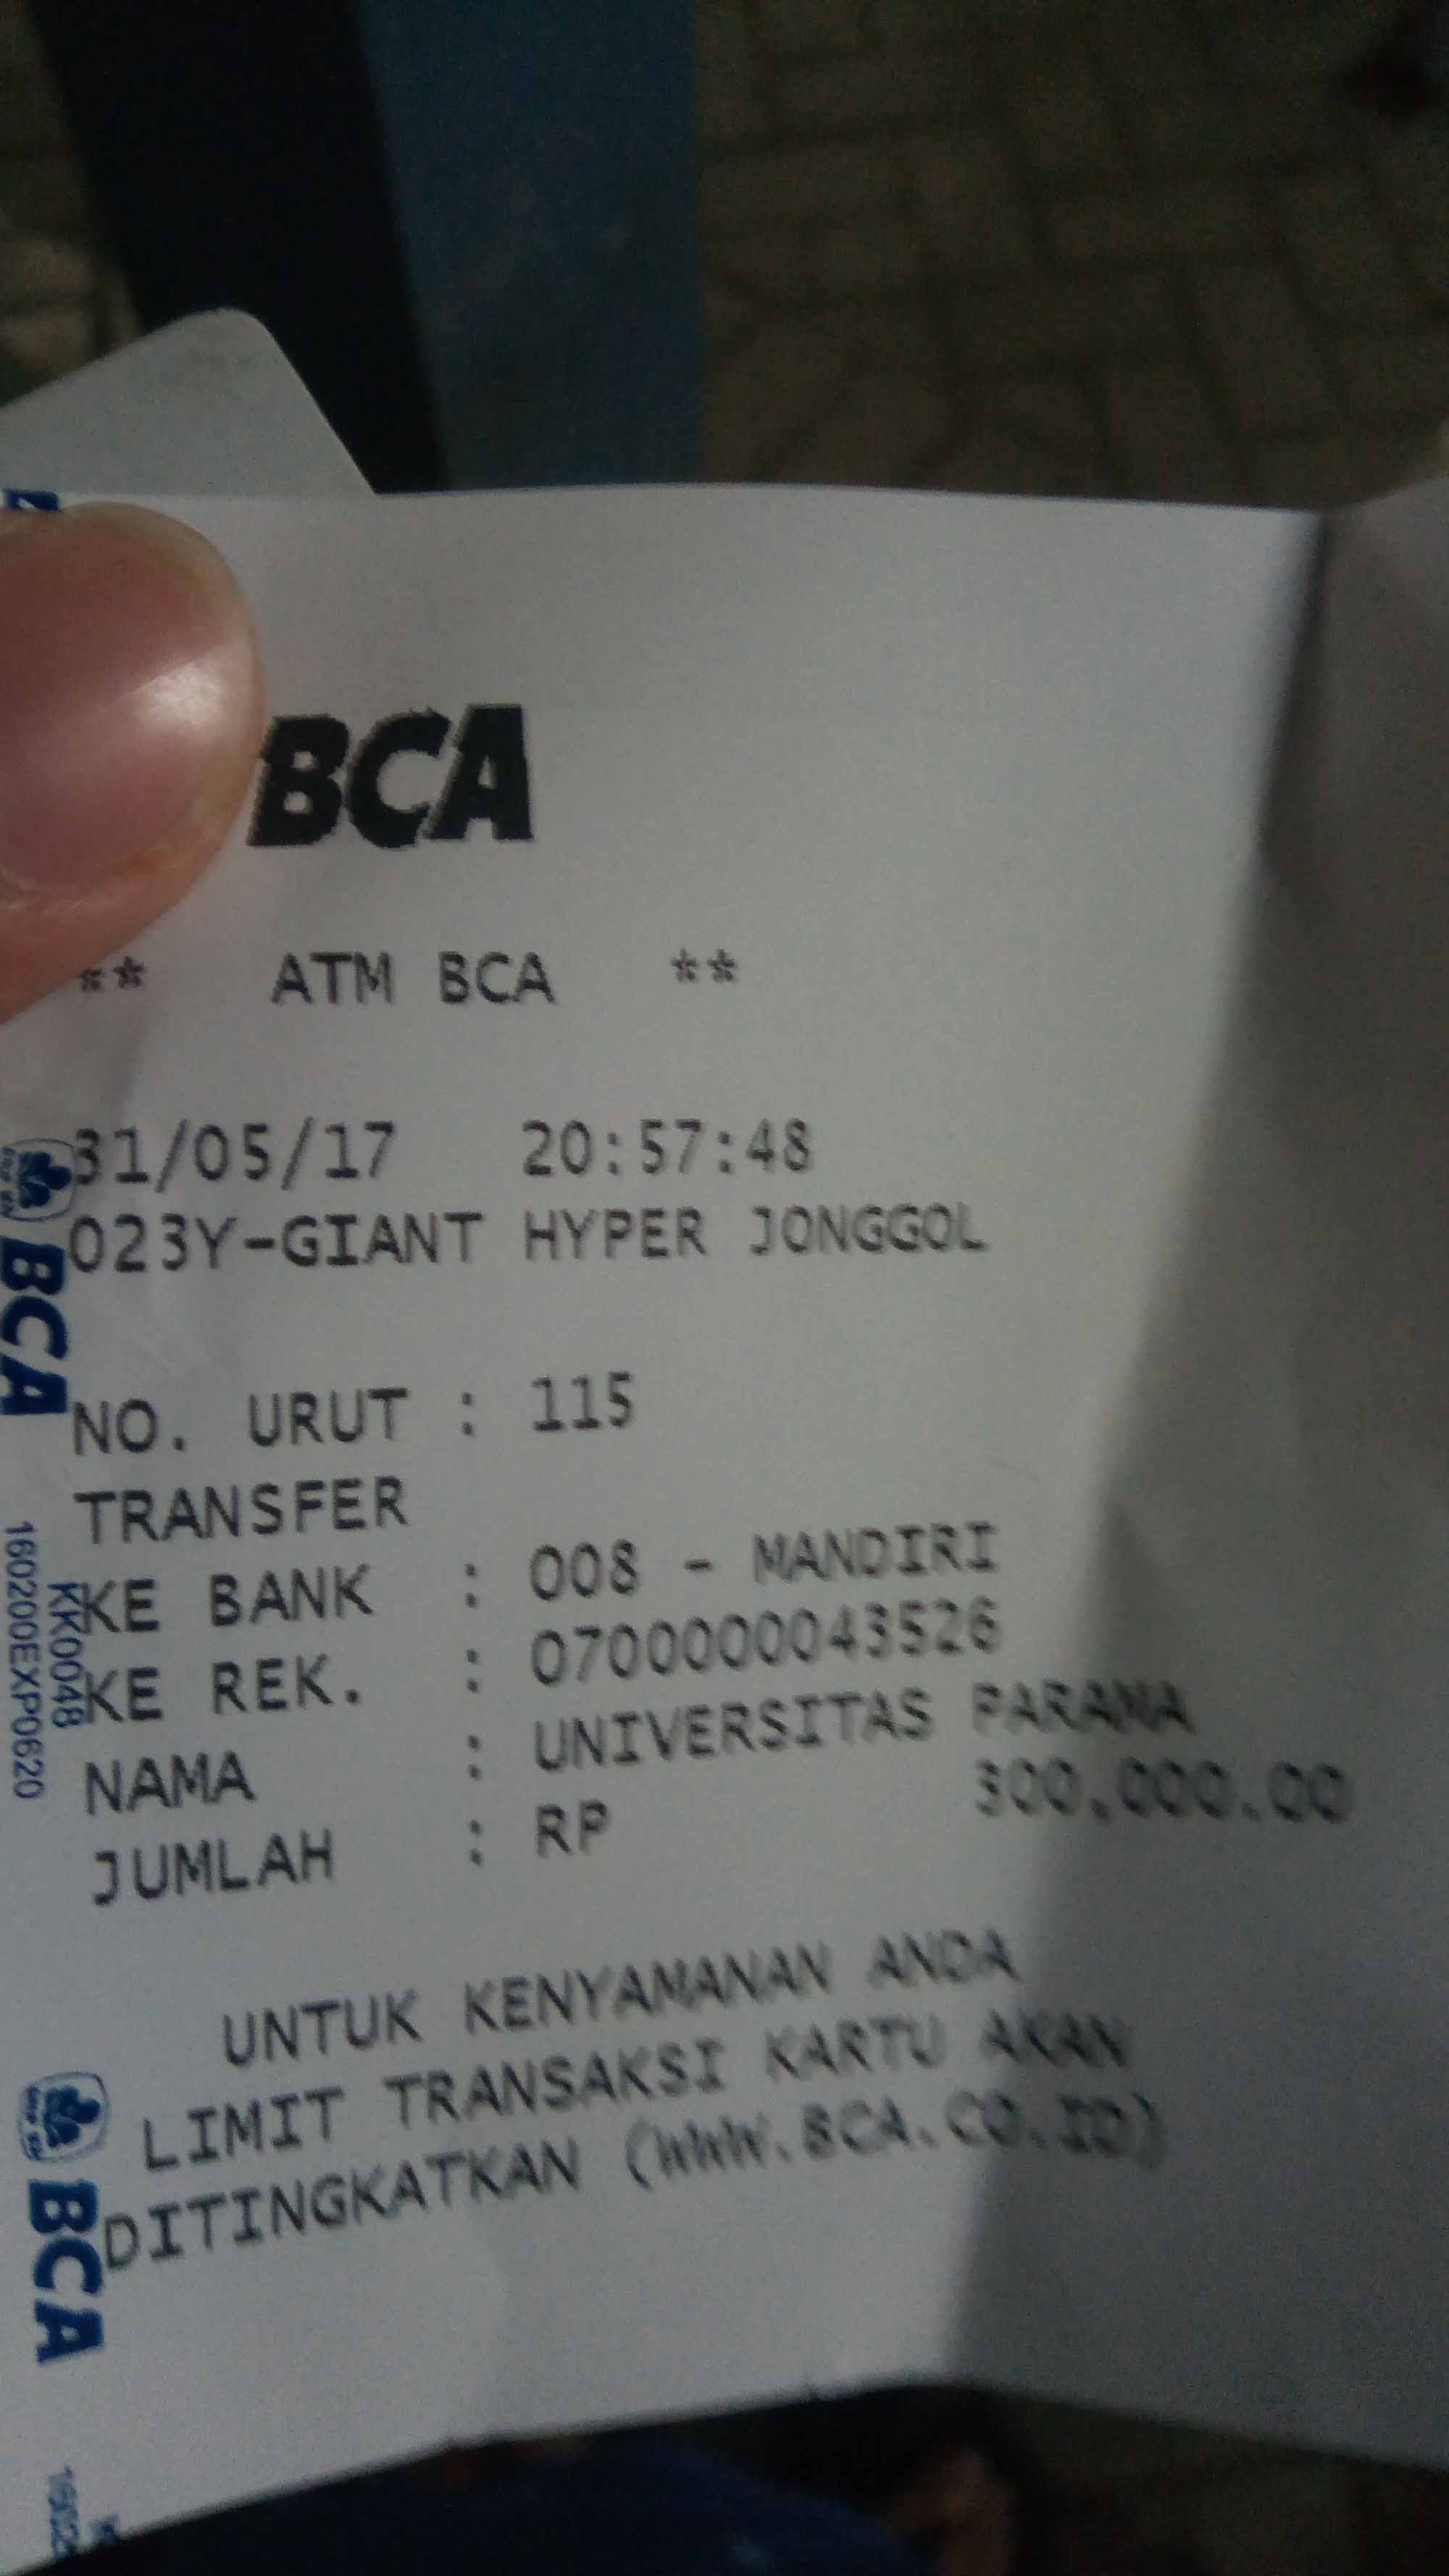 BCA
** ATM BCA **
31/05/17 20:57:48
023Y-GIANT HYPER JONGGOL
NO. URUT : 115
TRANSFER
KE BANK : 008 - MANDIRI
KE REK. : 0700000043526
NAMA : UNIVERSITAS PARAMA
JUMLAH : RP 300,000.00
UNTUK KENYAMANAN ANDA
LIMIT TRANSAKSI KARTU AKAN
DITINGKATKAN (WWW.BCA.CO.ID)
BCA
KK0048
160200EXP0620
BCA